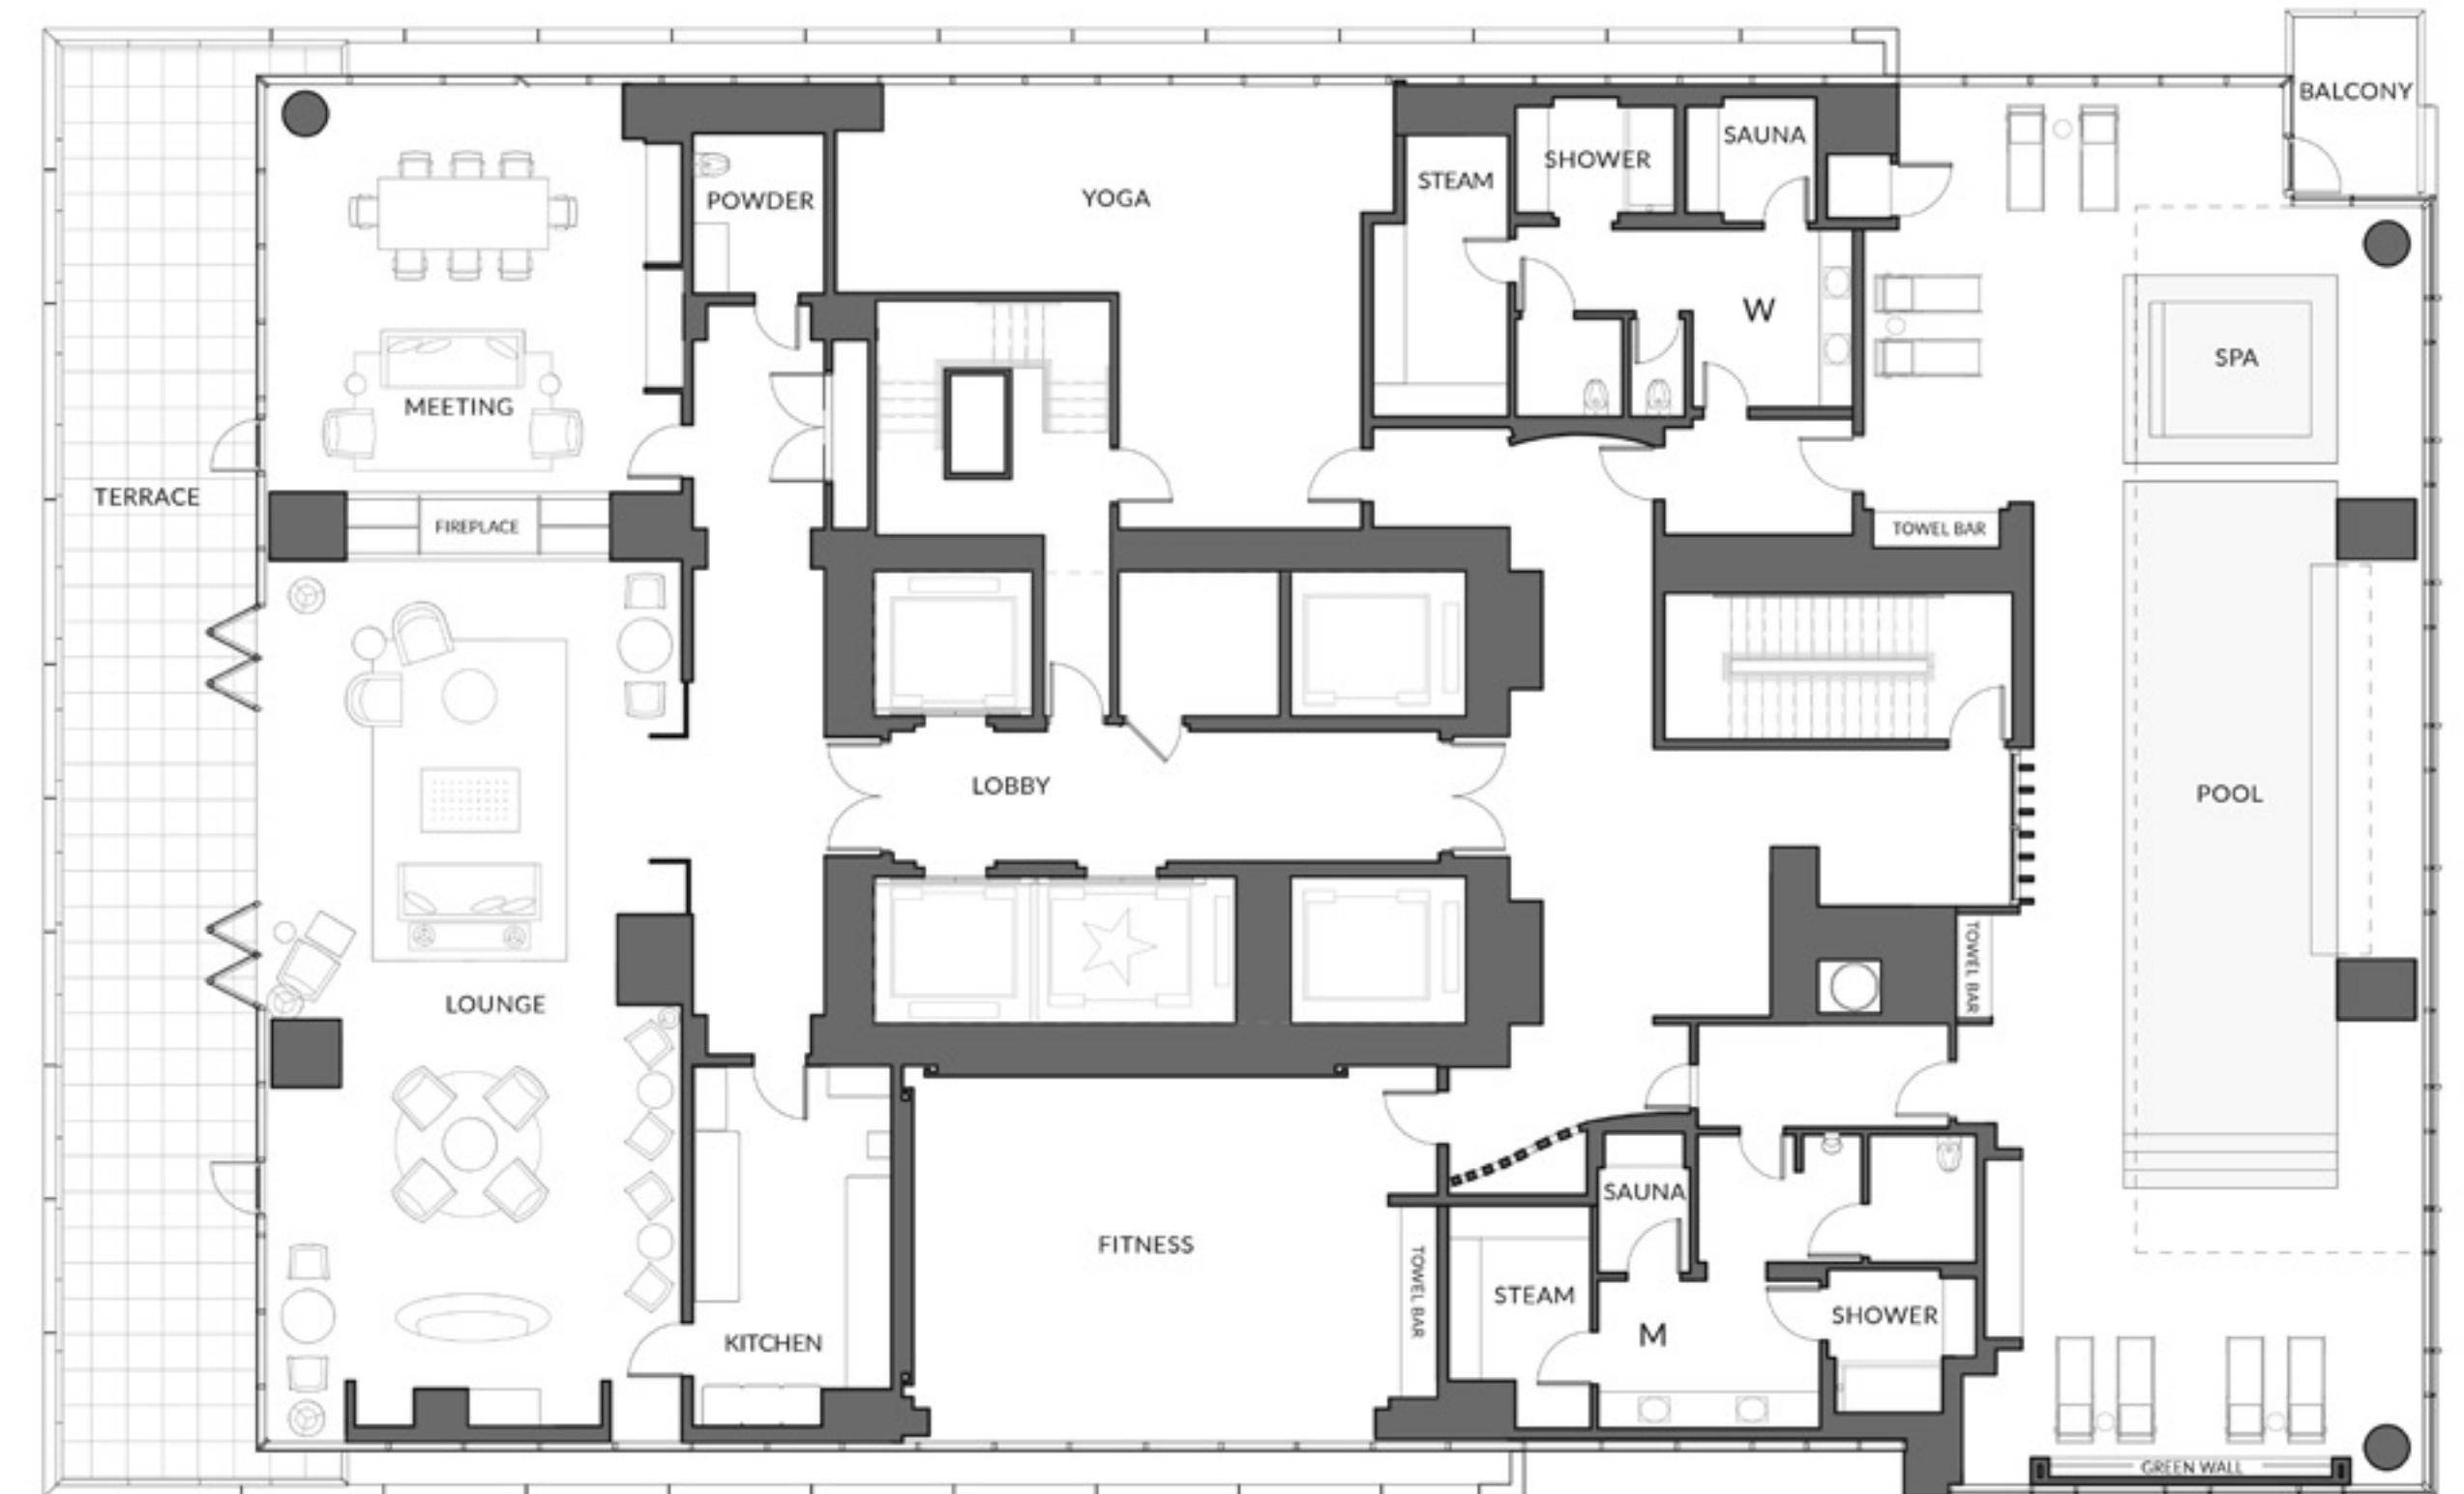 BALCONY
SAUNA
SHOWER
STEAM
POWDER
YOGA
W
SPA
MEETING
TERRACE
FIREPLACE
TOWEL BAR
LOBBY
POOL
TOWEL BAR
LOUNGE
SAUNA
FITNESS
TOWEL BAR
STEAM
SHOWER
M
KITCHEN
GREEN WALL